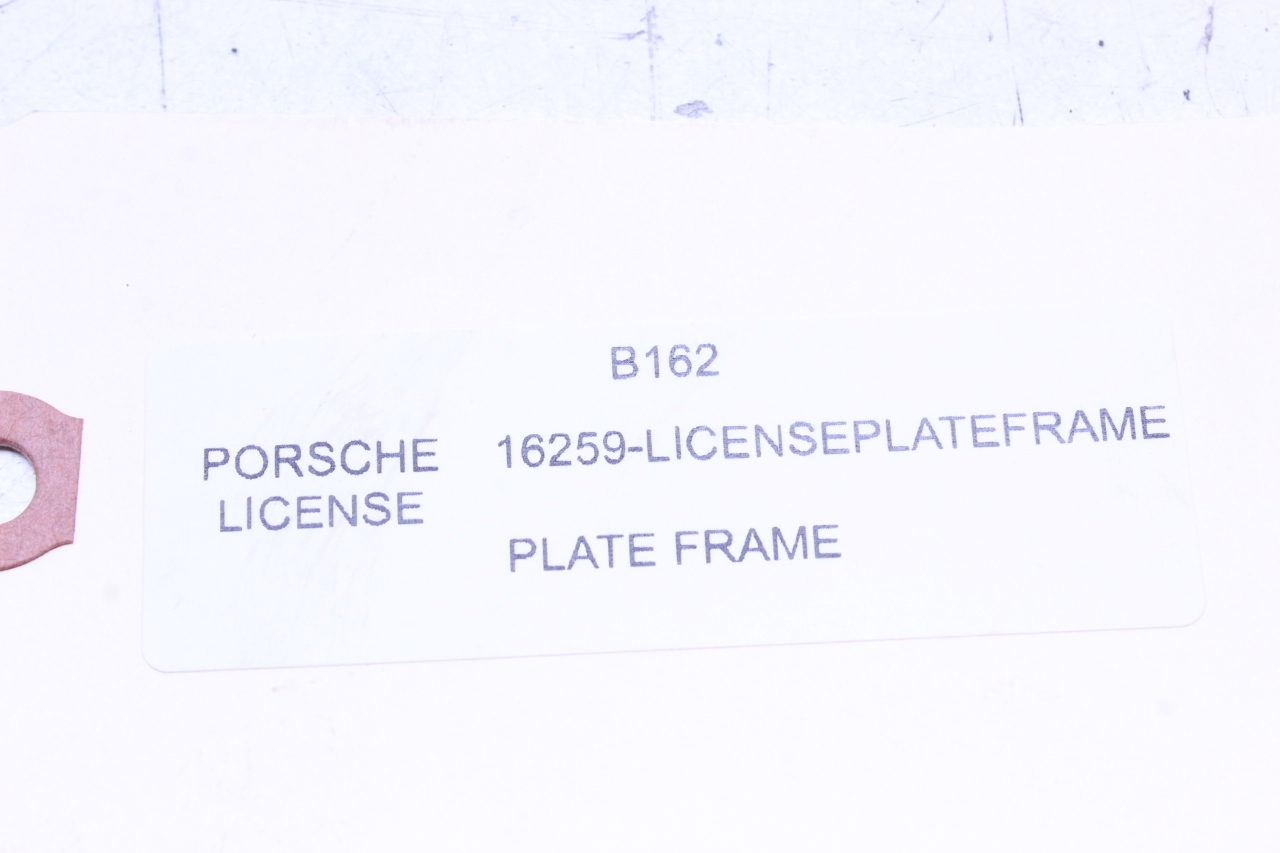 B162
PORSCHE 16259-LICENSEPLATEFRAME
LICENSE
PLATE FRAME